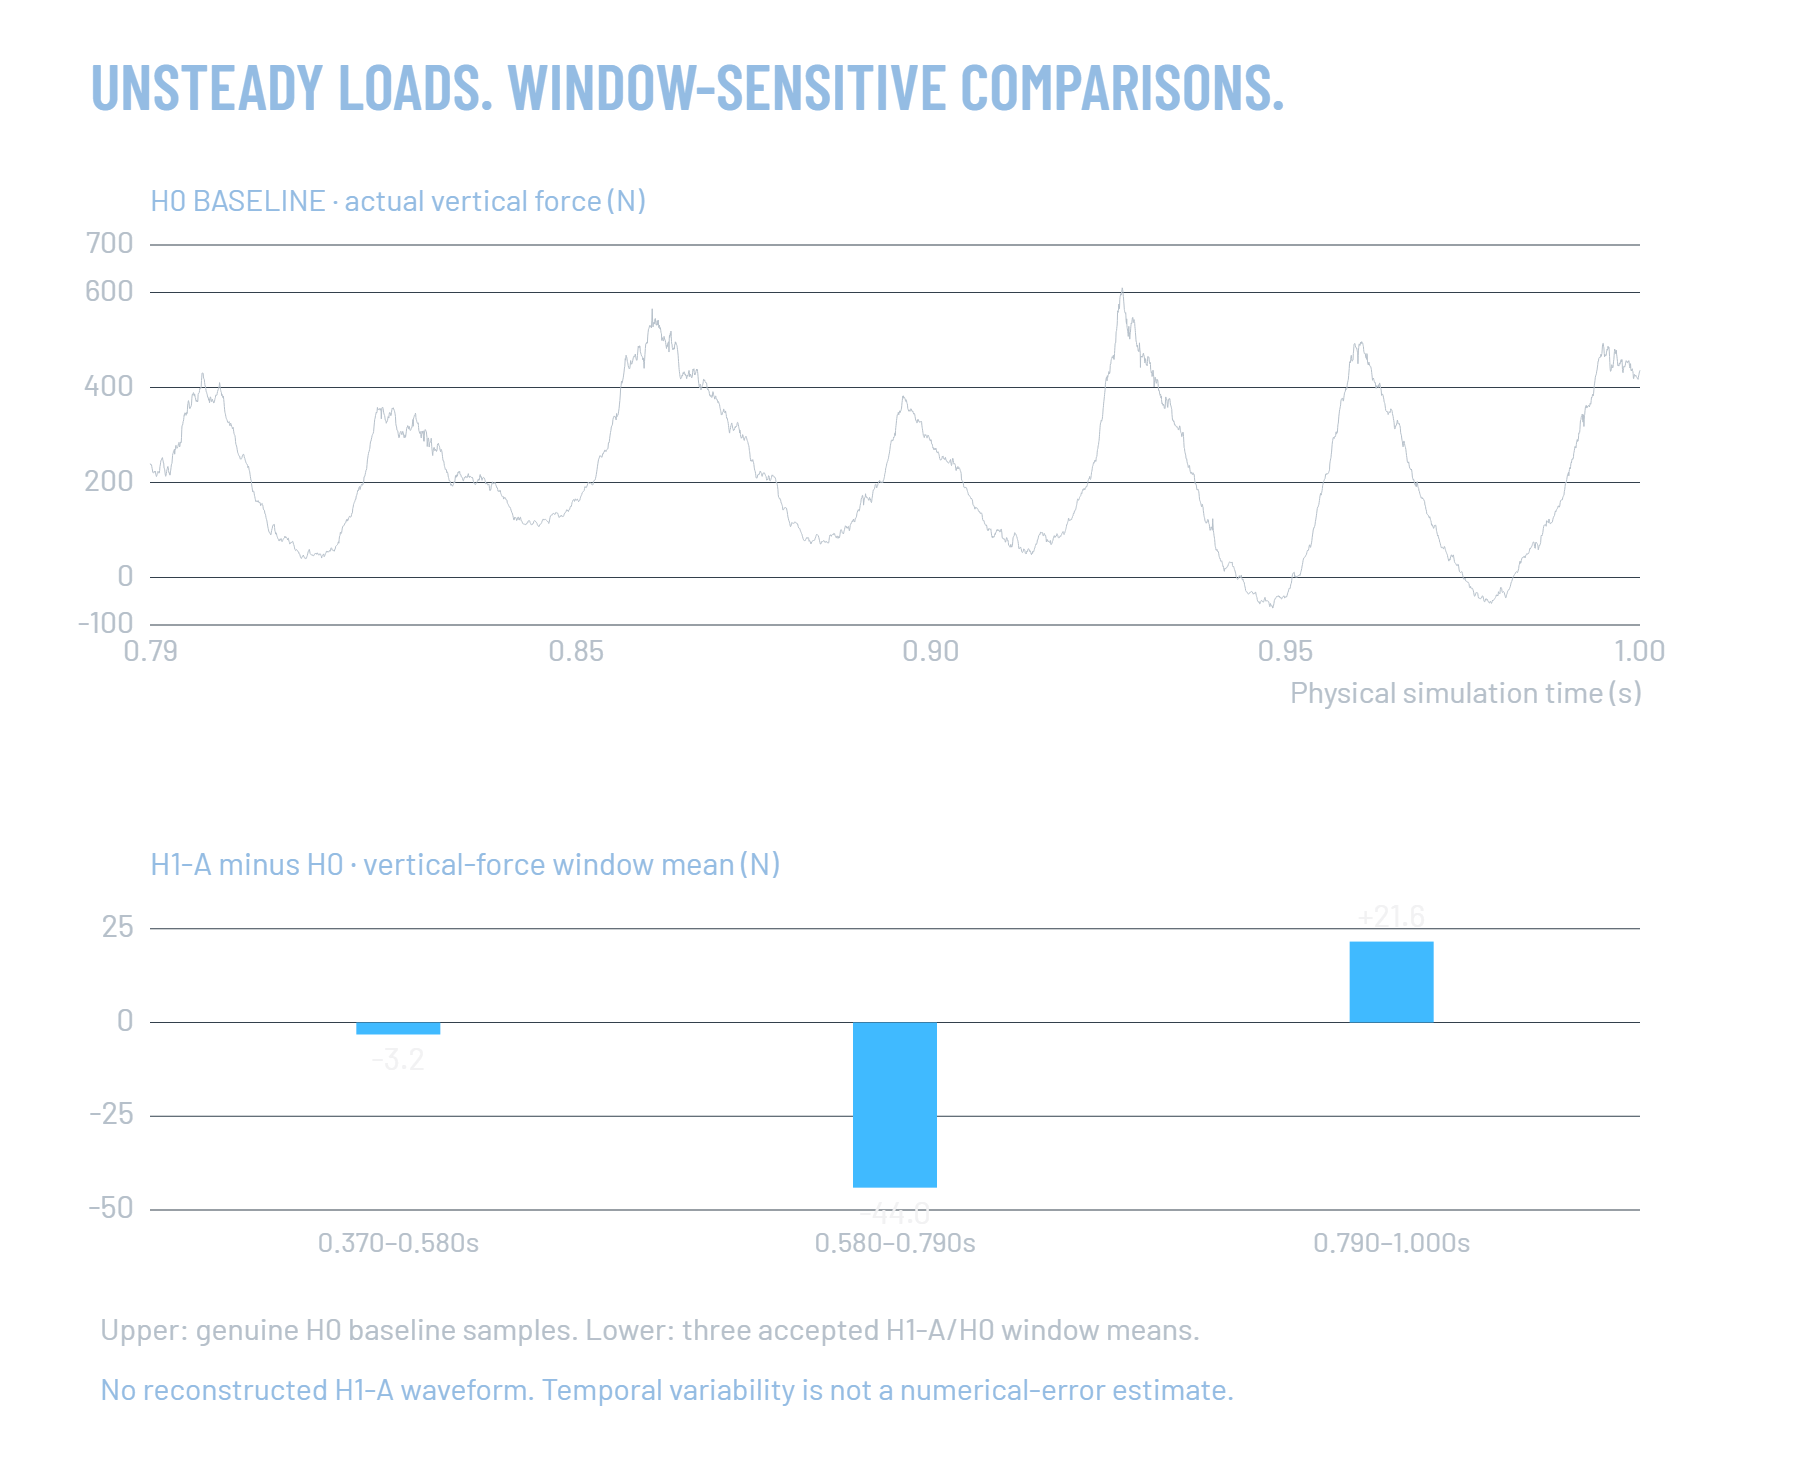 UNSTEADY LOADS. WINDOW-SENSITIVE COMPARISONS.
H0 BASELINE · actual vertical force (N)
700
600
400
200
0
-100
0.79 0.85 0.90 0.95 1.00
Physical simulation time (s)
H1-A minus H0 · vertical-force window mean (N)
+21.6
25
0
-3.2
-25
-50
-44.0
0.370–0.580s 0.580–0.790s 0.790–1.000s
Upper: genuine H0 baseline samples. Lower: three accepted H1-A/H0 window means.
No reconstructed H1-A waveform. Temporal variability is not a numerical-error estimate.